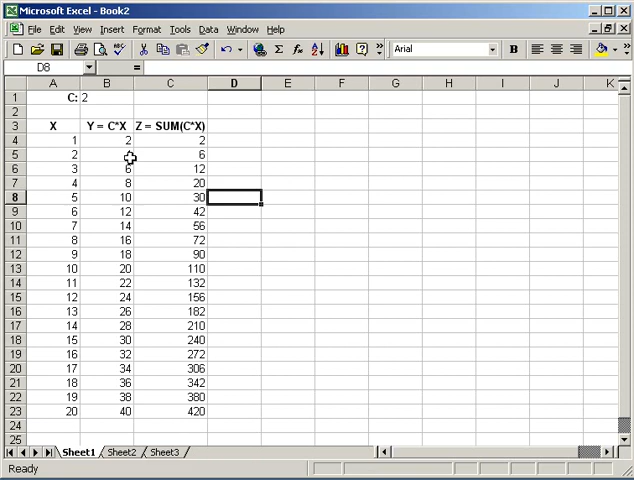 Microsoft Excel - Book2
File Edit View Insert Format Tools Data Window Help
Arial B
D8 =
A B C D E F G H I J K
1 C: 2
2
3 X Y = C*X Z = SUM(C*X)
4 1 2 2
5 2 6
6 3 6 12
7 4 8 20
8 5 10 30
9 6 12 42
10 7 14 56
11 8 16 72
12 9 18 90
13 10 20 110
14 11 22 132
15 12 24 156
16 13 26 182
17 14 28 210
18 15 30 240
19 16 32 272
20 17 34 306
21 18 36 342
22 19 38 380
23 20 40 420
24
25
Sheet1 Sheet2 Sheet3
Ready